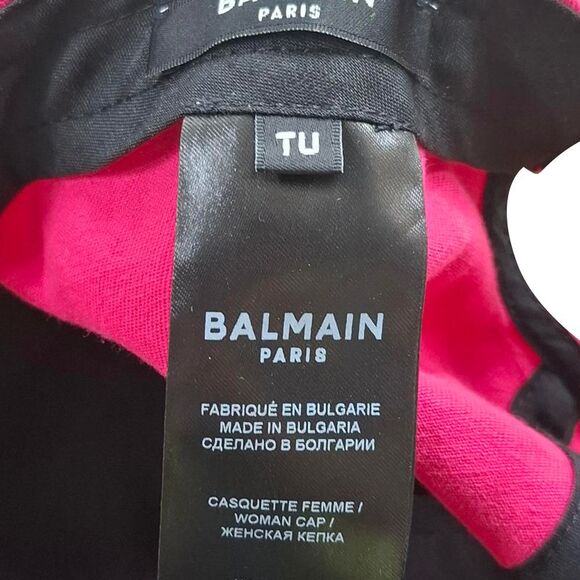 BALMAIN
PARIS
TU
BALMAIN
PARIS
FABRIQUÉ EN BULGARIE
MADE IN BULGARIA
СДЕЛАНО В БОЛГАРИИ
CASQUETTE FEMME /
WOMAN CAP /
ЖЕНСКАЯ КЕПКА